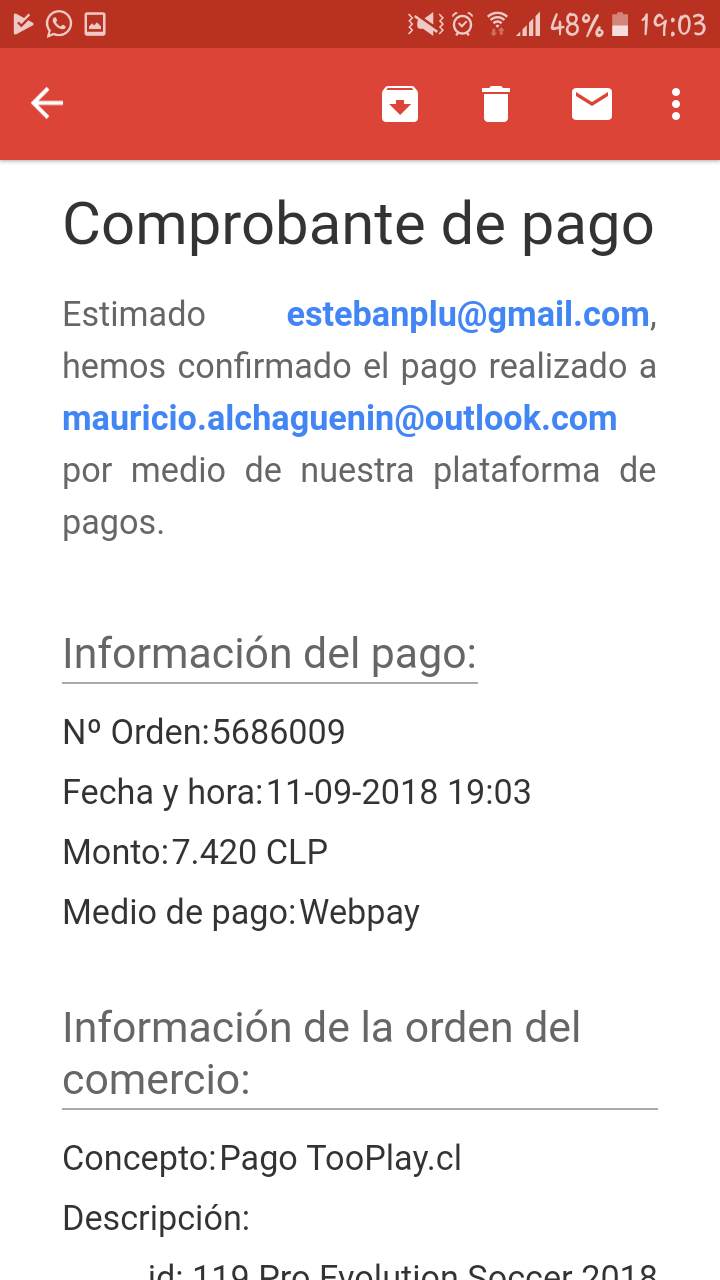 48% 19:03
Comprobante de pago
Estimado estebanplu@gmail.com,
hemos confirmado el pago realizado a
mauricio.alchaguenin@outlook.com
por medio de nuestra plataforma de
pagos.
Información del pago:
Nº Orden:5686009
Fecha y hora:11-09-2018 19:03
Monto:7.420 CLP
Medio de pago:Webpay
Información de la orden del
comercio:
Concepto:Pago TooPlay.cl
Descripción:
id: 119 Pro Evolution Soccer 2018